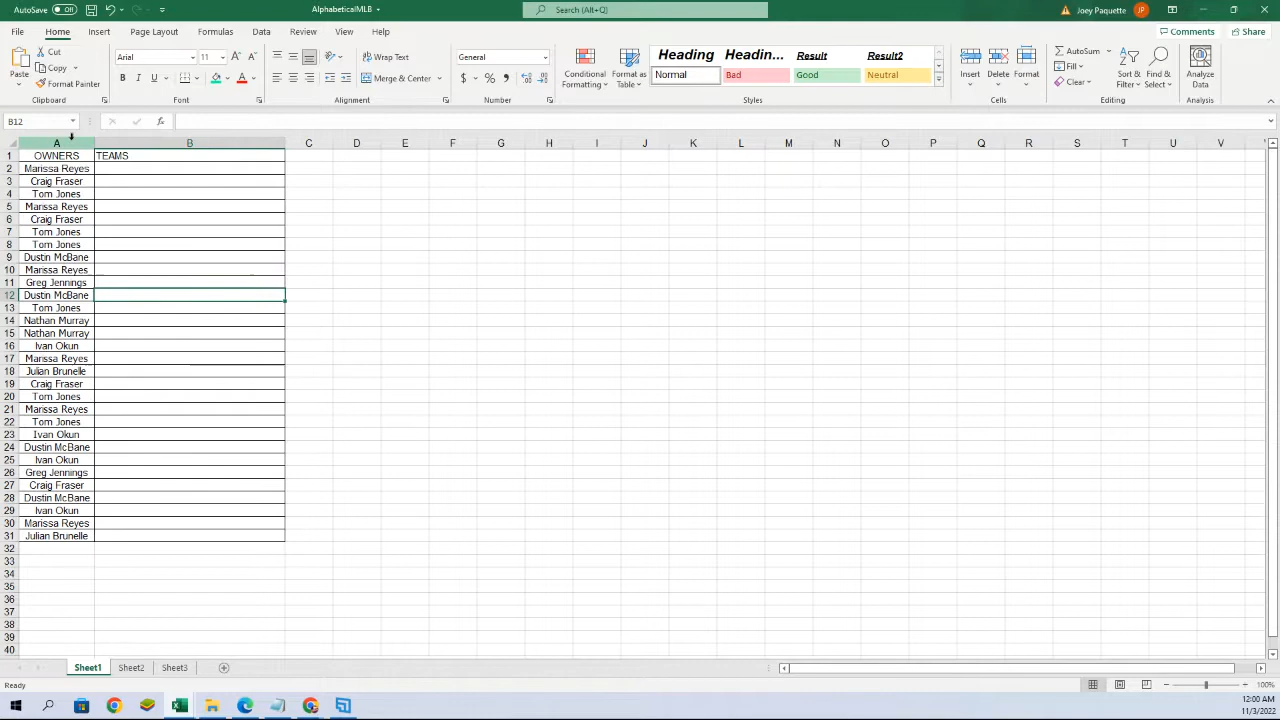 AutoSave Off AlphabeticalMLB Search (Alt+Q) Joey Paquette JP
File Home Insert Page Layout Formulas Data Review View Help Comments Share
Paste Cut Copy Format Painter Clipboard
Arial 11 B I U Font
Wrap Text Merge & Center Alignment
General $ % , Number
Conditional Formatting Format as Table Heading Headin... Result Result2 Normal Bad Good Neutral Styles
Insert Delete Format Cells
AutoSum Fill Clear Sort & Filter Find & Select Editing
Analyze Data Analysis
B12 fx
A B C D E F G H I J K L M N O P Q R S T U V
1 OWNERS TEAMS
2 Marissa Reyes
3 Craig Fraser
4 Tom Jones
5 Marissa Reyes
6 Craig Fraser
7 Tom Jones
8 Tom Jones
9 Dustin McBane
10 Marissa Reyes
11 Greg Jennings
12 Dustin McBane
13 Tom Jones
14 Nathan Murray
15 Nathan Murray
16 Ivan Okun
17 Marissa Reyes
18 Julian Brunelle
19 Craig Fraser
20 Tom Jones
21 Marissa Reyes
22 Tom Jones
23 Ivan Okun
24 Dustin McBane
25 Ivan Okun
26 Greg Jennings
27 Craig Fraser
28 Dustin McBane
29 Ivan Okun
30 Marissa Reyes
31 Julian Brunelle
32
33
34
35
36
37
38
39
40
Sheet1 Sheet2 Sheet3
Ready 100%
12:00 AM
11/3/2022